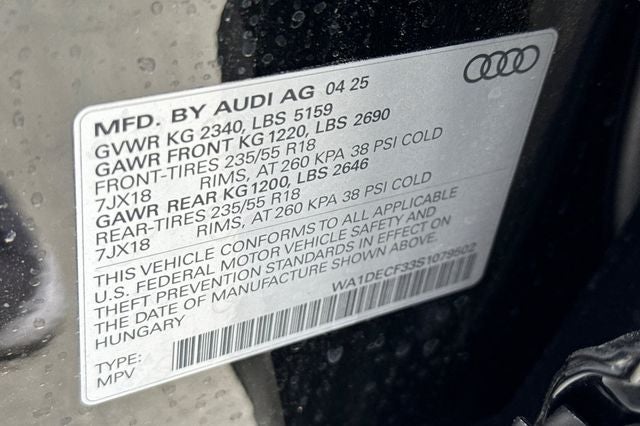 MFD. BY AUDI AG 04 25
GVWR KG 2340, LBS 5159
GAWR FRONT KG 1220, LBS 2690
FRONT-TIRES 235/55 R18
7JX18 RIMS, AT 260 KPA 38 PSI COLD
GAWR REAR KG1200, LBS 2646
REAR-TIRES 235/55 R18
7JX18 RIMS, AT 260 KPA 38 PSI COLD
THIS VEHICLE CONFORMS TO ALL APPLICABLE
U.S. FEDERAL MOTOR VEHICLE SAFETY AND
THEFT PREVENTION STANDARDS IN EFFECT ON
THE DATE OF MANUFACTURE SHOWN ABOVE
HUNGARY
WA1DECF33S1079502
TYPE:
MPV